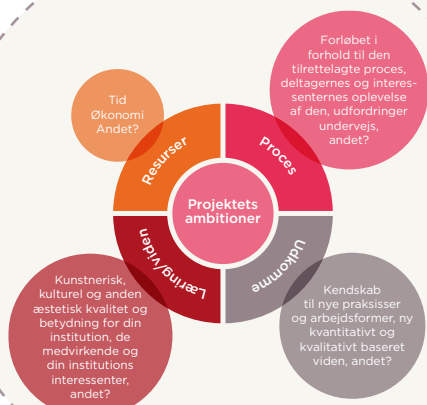 Tid
Økonomi
Andet?
Forløbet i
forhold til den
tilrettelagte proces,
deltagernes og interes-
senternes oplevelse
af den, udfordringer
undervejs,
andet?
Resurser
Proces
Projektets
ambitioner
Læring/viden
Udkomme
Kunstnerisk,
kulturel og anden
æstetisk kvalitet og
betydning for din
institution, de
medvirkende og
din institutions
interessenter,
andet?
Kendskab
til nye praksisser
og arbejdsformer, ny
kvantitativt og
kvalitativt baseret
viden, andet?